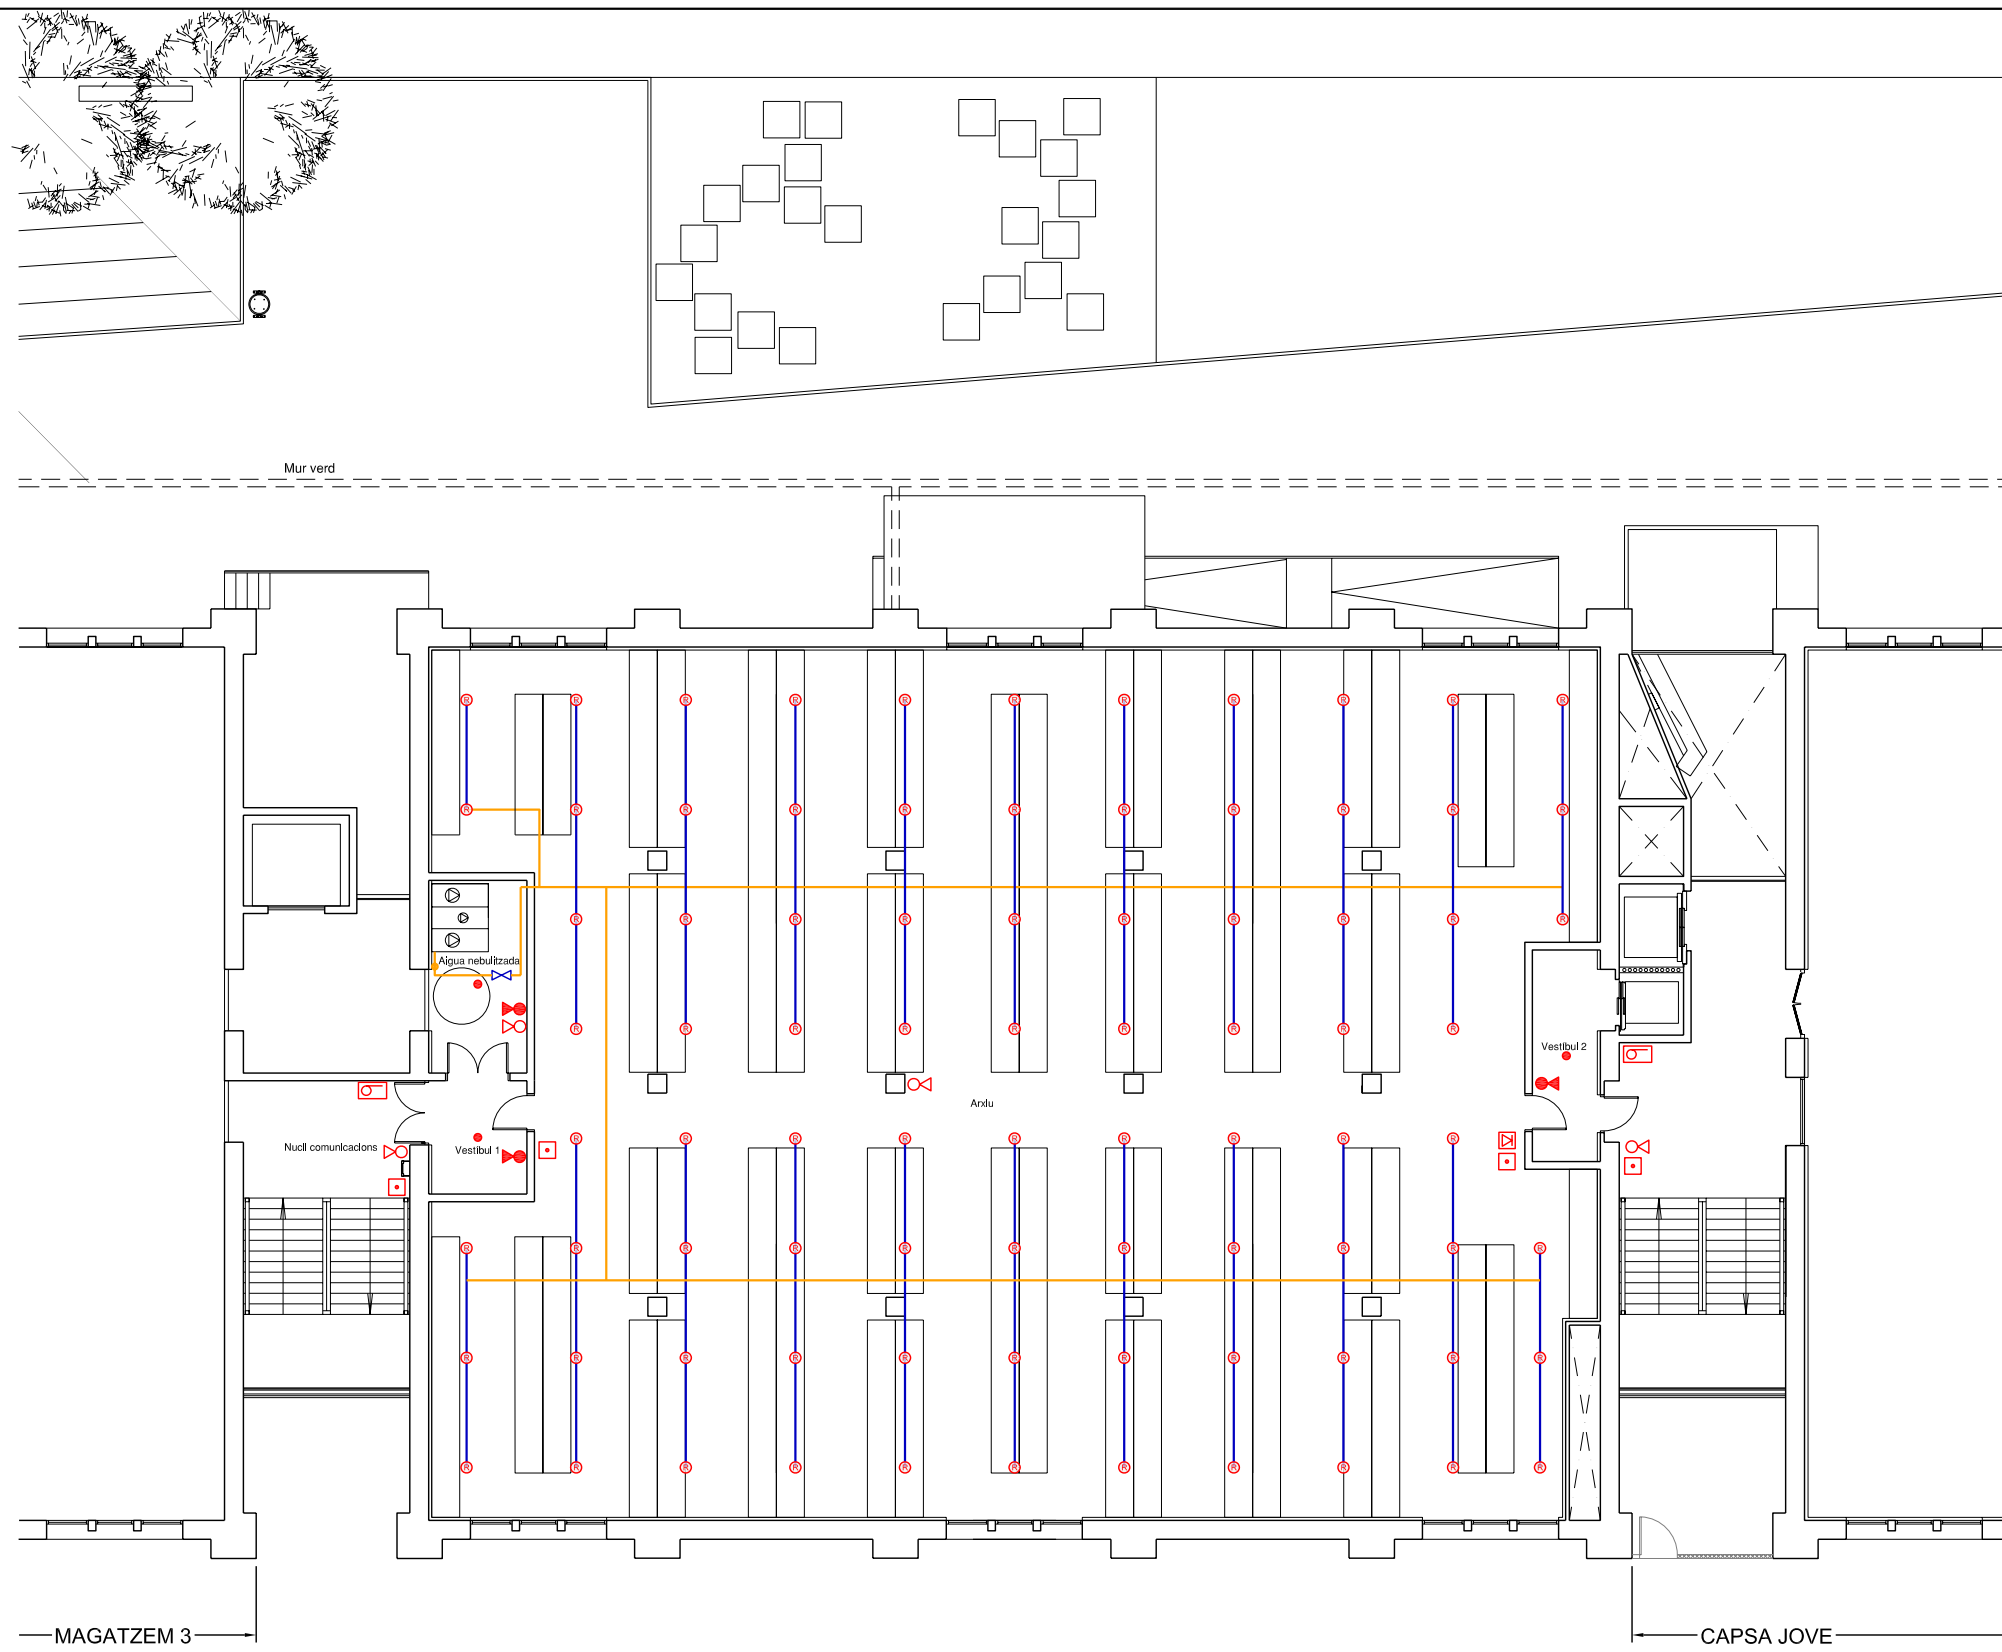 Mur verd
Aigua nebulitzada
Vestíbul 2
Arxiu
Nucli comunicacions
Vestíbul 1
MAGATZEM 3
CAPSA JOVE